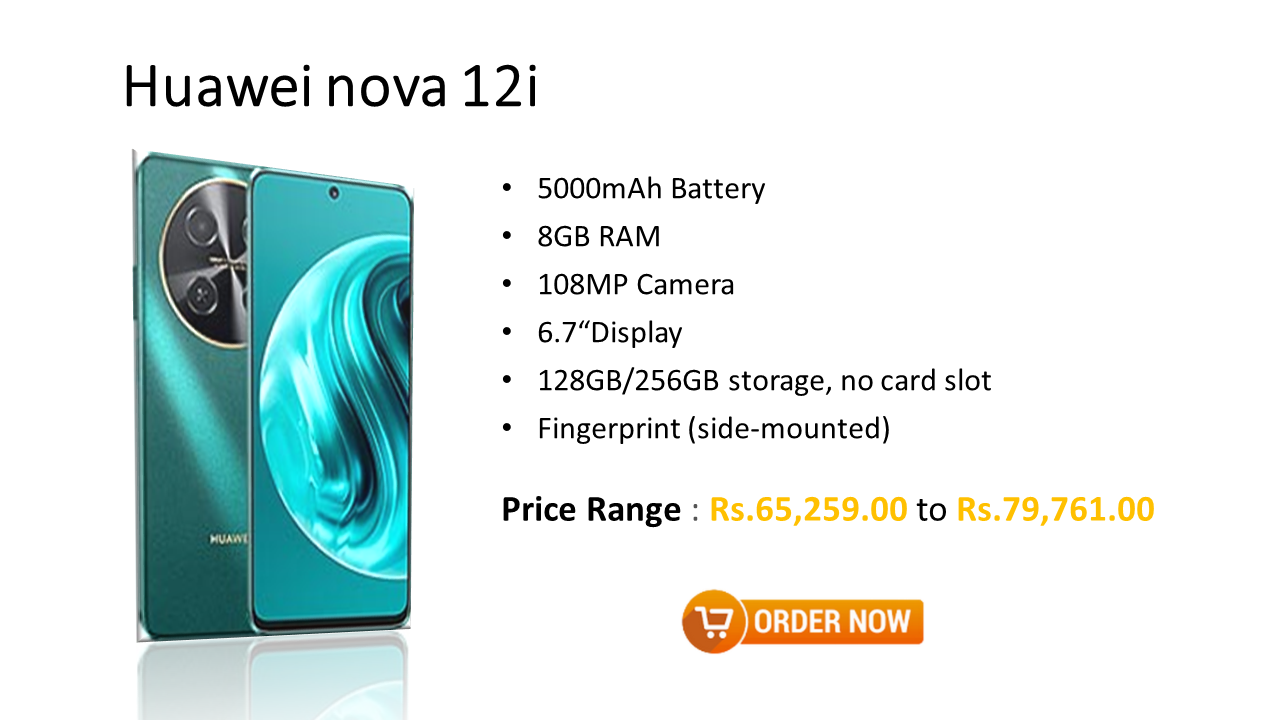 Huawei nova 12i
• 5000mAh Battery
• 8GB RAM
• 108MP Camera
• 6.7“Display
• 128GB/256GB storage, no card slot
• Fingerprint (side-mounted)
Price Range : Rs.65,259.00 to Rs.79,761.00
HUAWE
ORDER NOW